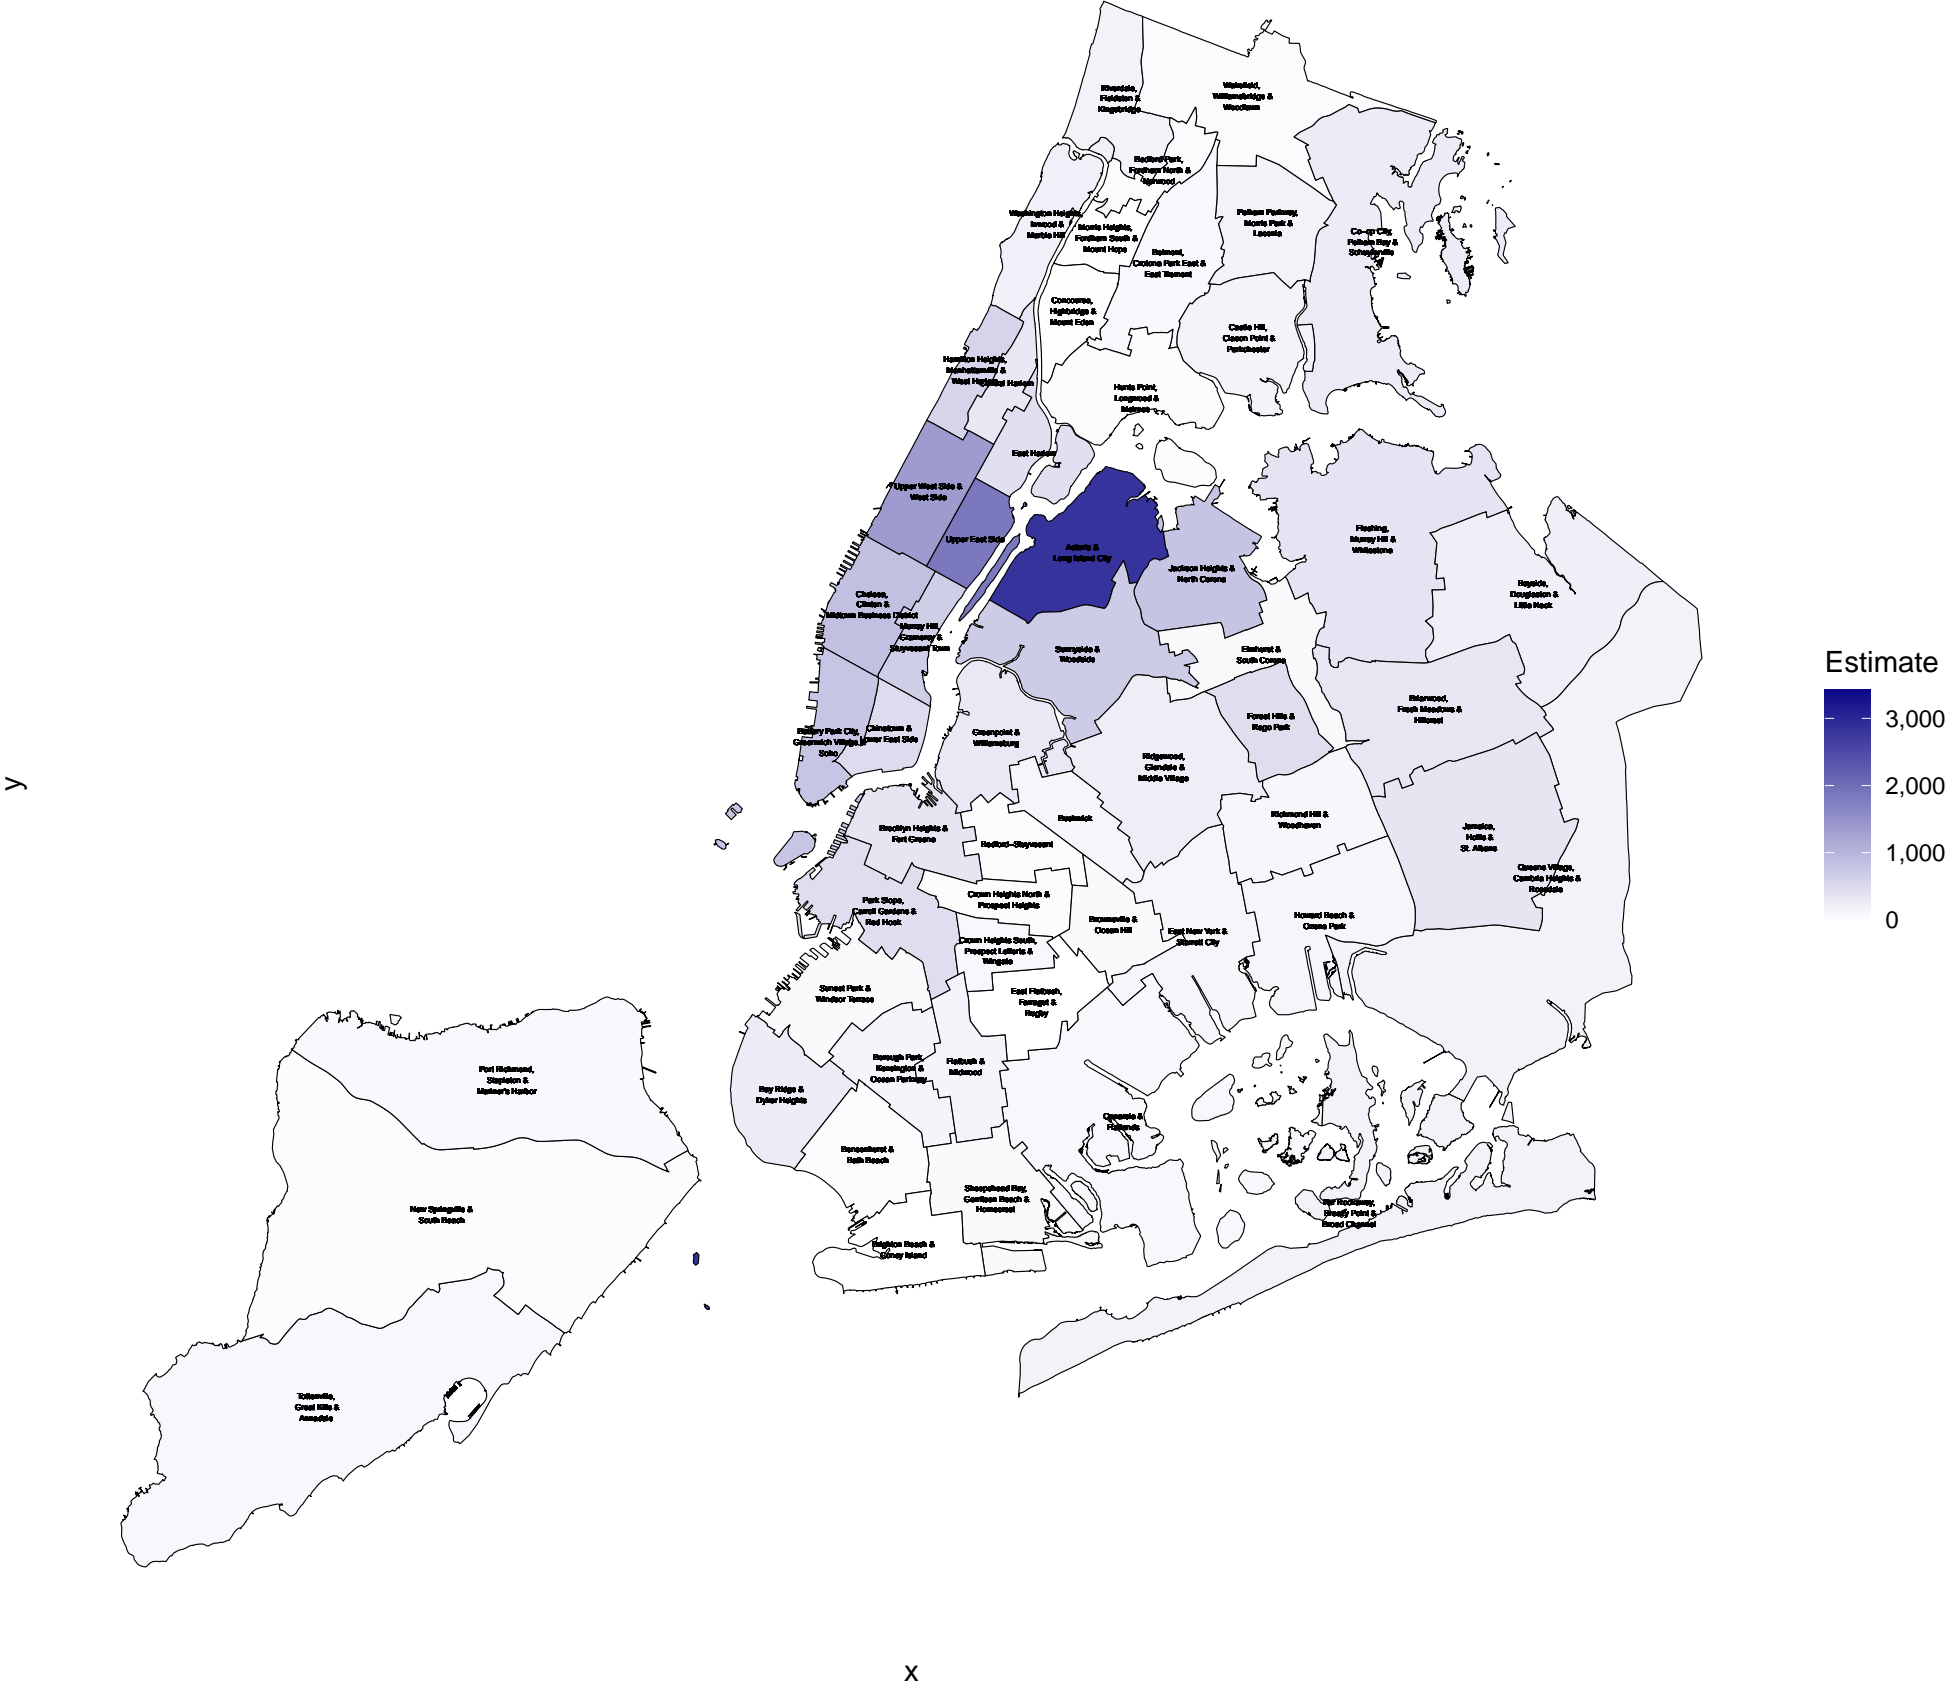 Riverdale,
Fieldston &
Kingsbridge
Wakefield,
Williamsbridge &
Woodlawn
Bedford Park,
Fordham North &
Norwood
Washington Heights,
Inwood &
Marble Hill
Morris Heights,
Fordham South &
Mount Hope
Pelham Parkway,
Morris Park &
Laconia
Co-op City,
Pelham Bay &
Schuylerville
Belmont,
Crotona Park East &
East Tremont
Concourse,
Highbridge &
Mount Eden
Castle Hill,
Clason Point &
Parkchester
Hamilton Heights,
Manhattanville &
West Harlem
Central Harlem
Hunts Point,
Longwood &
Melrose
East Harlem
Upper West Side &
West Side
Upper East Side
Astoria &
Long Island City
Jackson Heights &
North Corona
Flushing,
Murray Hill &
Whitestone
Bayside,
Douglaston &
Little Neck
Chelsea,
Clinton &
Midtown Business District
Murray Hill,
Gramercy &
Stuyvesant Town
Sunnyside &
Woodside
Elmhurst &
South Corona
Briarwood,
Fresh Meadows &
Hillcrest
Forest Hills &
Rego Park
Battery Park City,
Greenwich Village &
Soho
Chinatown &
Lower East Side
Greenpoint &
Williamsburg
Ridgewood,
Glendale &
Middle Village
Richmond Hill &
Woodhaven
Jamaica,
Hollis &
St. Albans
Queens Village,
Cambria Heights &
Rosedale
Brooklyn Heights &
Fort Greene
Bushwick
Bedford-Stuyvesant
Park Slope,
Carroll Gardens &
Red Hook
Crown Heights North &
Prospect Heights
Brownsville &
Ocean Hill
East New York &
Starrett City
Howard Beach &
Ozone Park
Crown Heights South,
Prospect Lefferts &
Wingate
Sunset Park &
Windsor Terrace
East Flatbush,
Farragut &
Rugby
Bay Ridge &
Dyker Heights
Borough Park,
Kensington &
Ocean Parkway
Flatbush &
Midwood
Canarsie &
Flatlands
Bensonhurst &
Bath Beach
Sheepshead Bay,
Gerritsen Beach &
Homecrest
Brighton Beach &
Coney Island
Far Rockaway,
Breezy Point &
Broad Channel
Port Richmond,
Stapleton &
Mariner's Harbor
New Springville &
South Beach
Tottenville,
Great Kills &
Annadale
Estimate
3,000
2,000
1,000
0
y
x